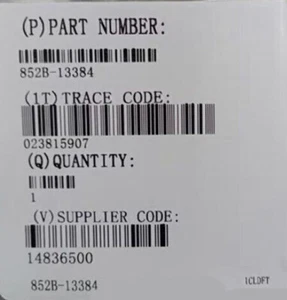 (P)PART NUMBER:
852B-13384
(1T)TRACE CODE:
023815907
(Q)QUANTITY:
1
(V)SUPPLIER CODE:
14836500
852B-13384 1CLDFT